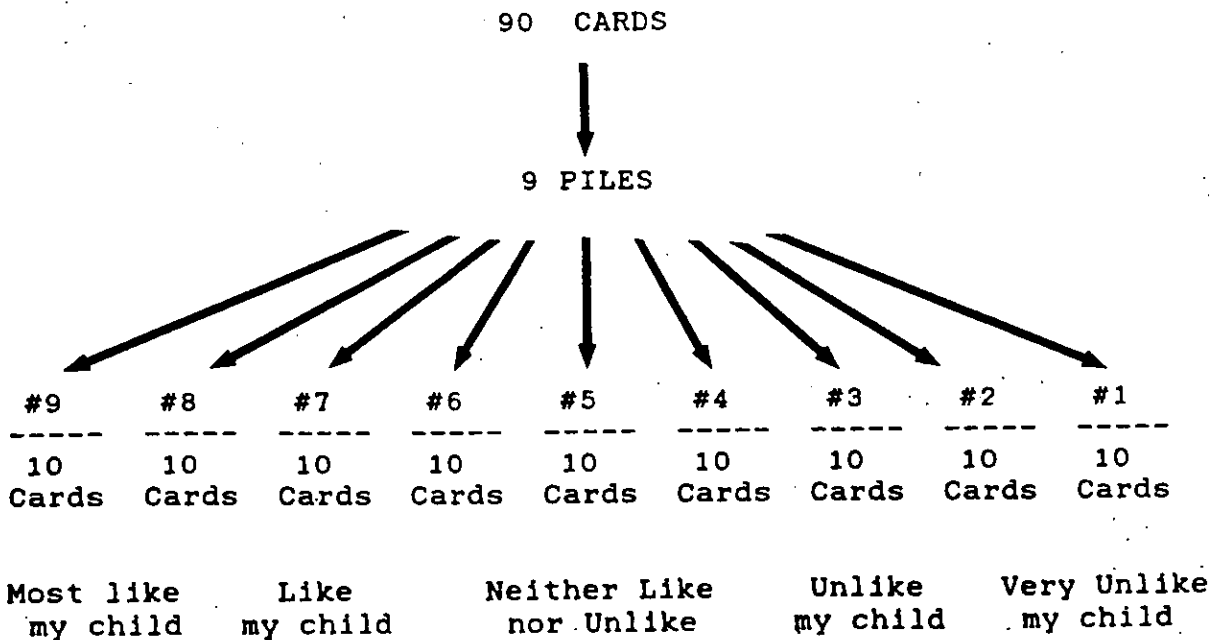 90 CARDS
9 PILES
#9 #8 #7 #6 #5 #4 #3 #2 #1
----- ----- ----- ----- ----- ----- ----- ----- -----
10 10 10 10 10 10 10 10 10
Cards Cards Cards Cards Cards Cards Cards Cards Cards
Most like Like Neither Like Unlike Very Unlike
my child my child nor Unlike my child my child